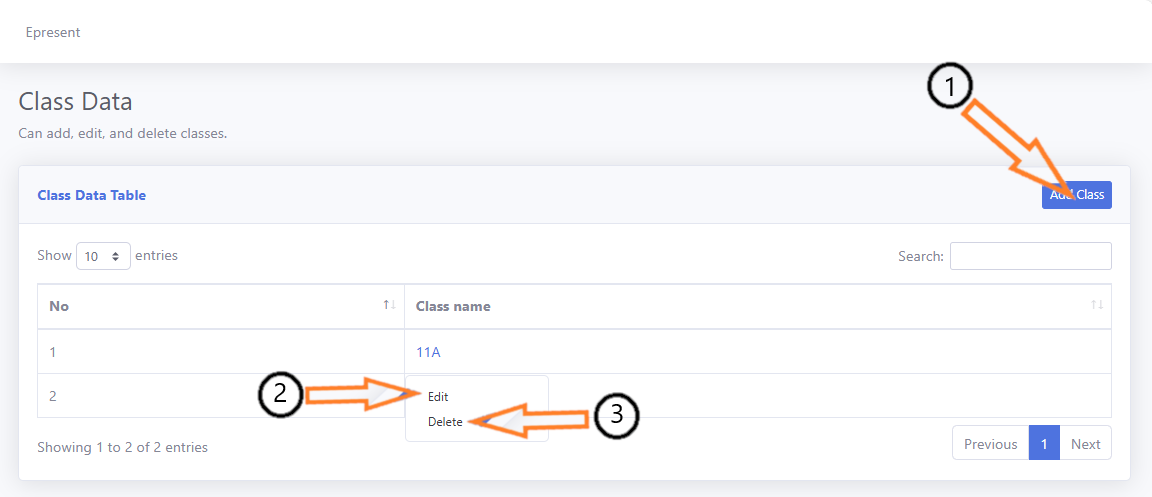 Epresent
1
Class Data
Can add, edit, and delete classes.
Class Data Table
Add Class
Show 10 entries
Search:
No
Class name
1
11A
2
2
Edit
Delete
3
Showing 1 to 2 of 2 entries
Previous 1 Next